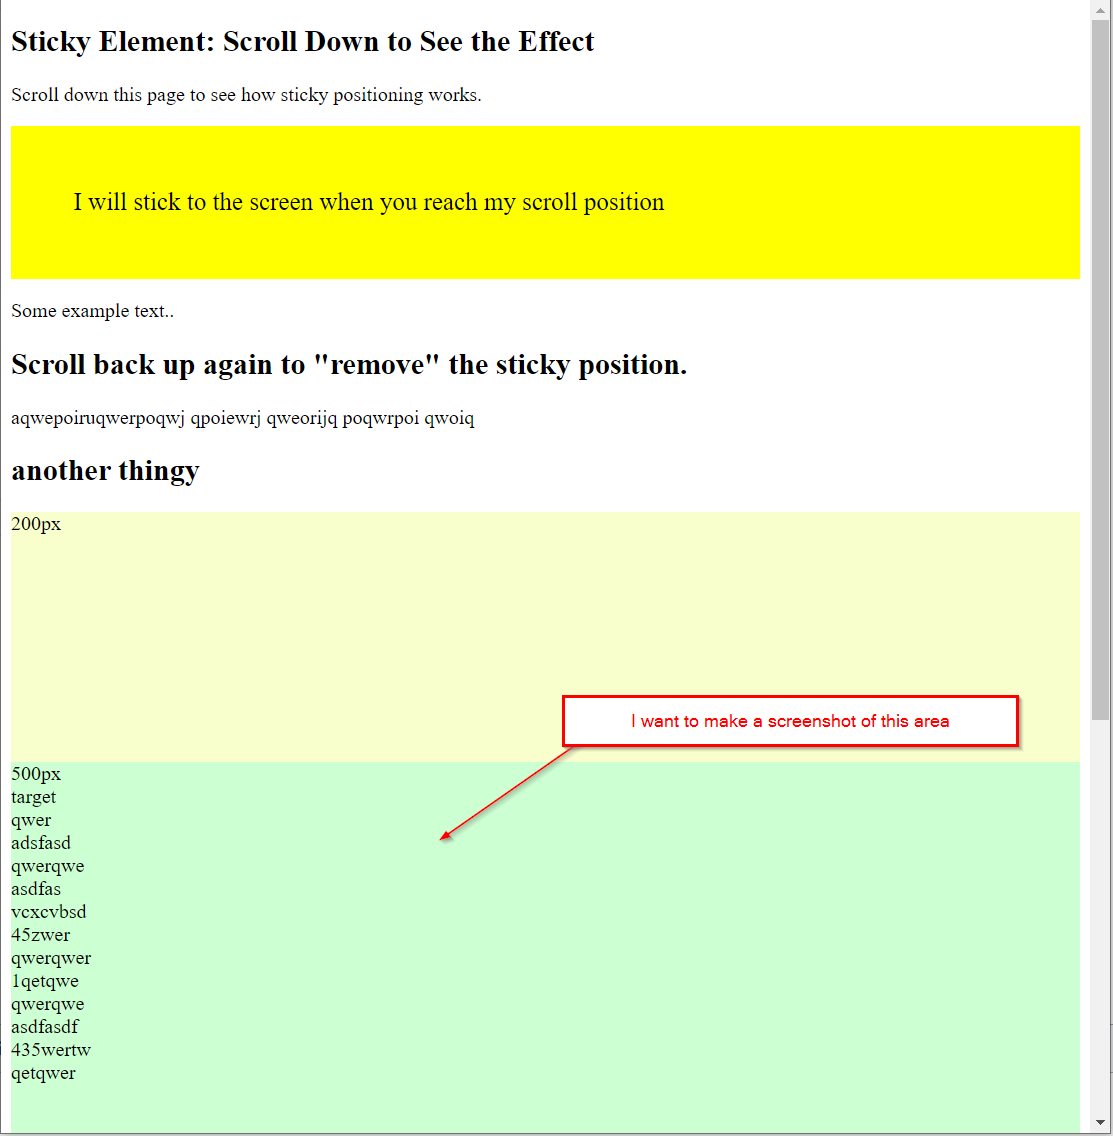 Sticky Element: Scroll Down to See the Effect
Scroll down this page to see how sticky positioning works.
I will stick to the screen when you reach my scroll position
Some example text..
Scroll back up again to "remove" the sticky position.
aqwepoiruqwerpoqwj qpoiewrj qweorijq poqwrpoi qwoiq
another thingy
200px
I want to make a screenshot of this area
500px
target
qwer
adsfasd
qwerqwe
asdfas
vcxcvbsd
45zwer
qwerqwer
1qetqwe
qwerqwe
asdfasdf
435wertw
qetqwer